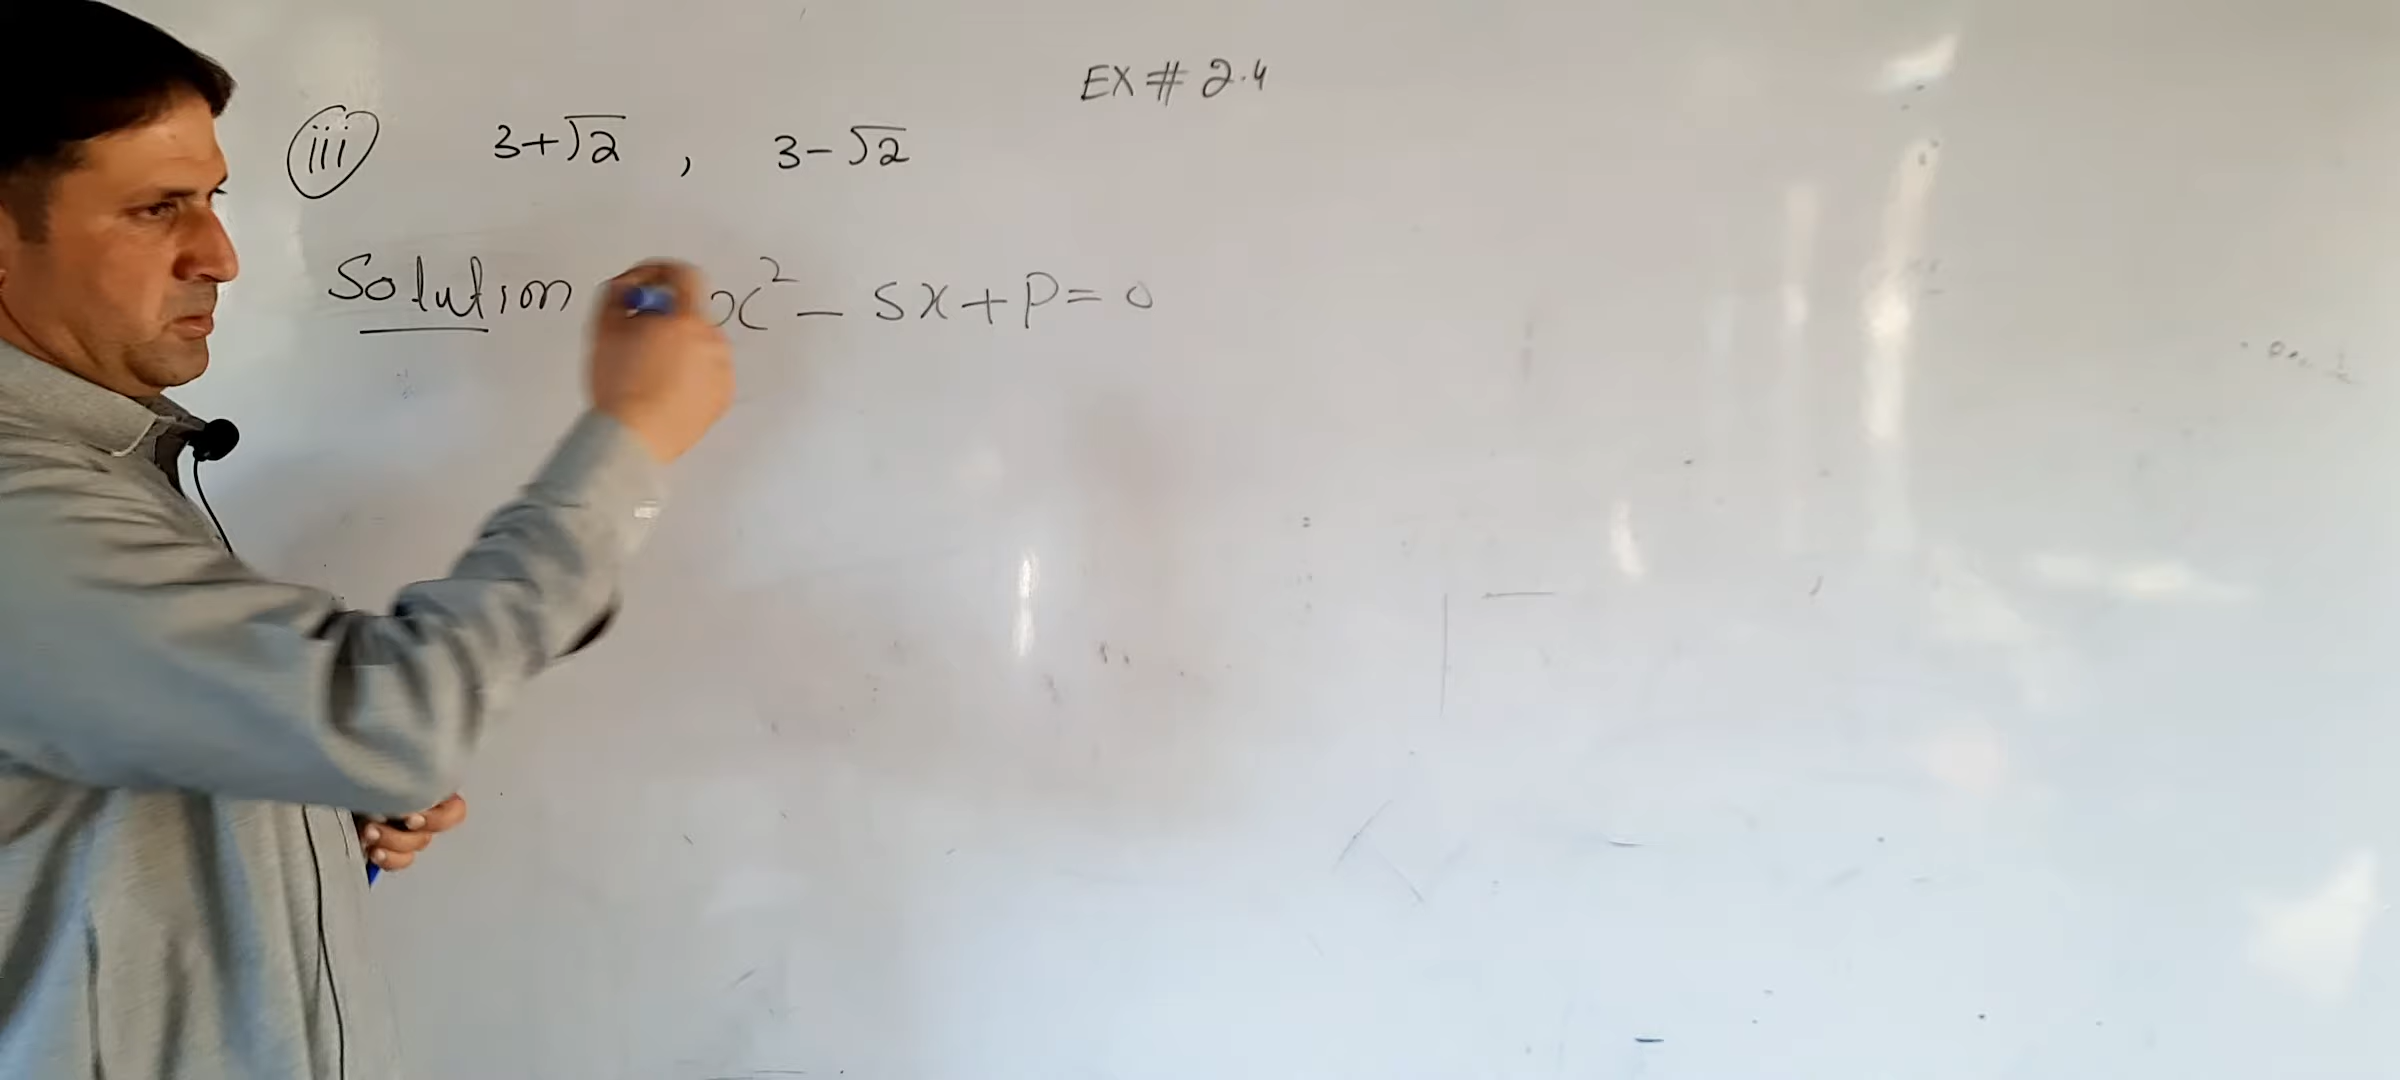 EX # 2.4
iii 3+√2 , 3-√2
Solution x² - Sx + P = 0